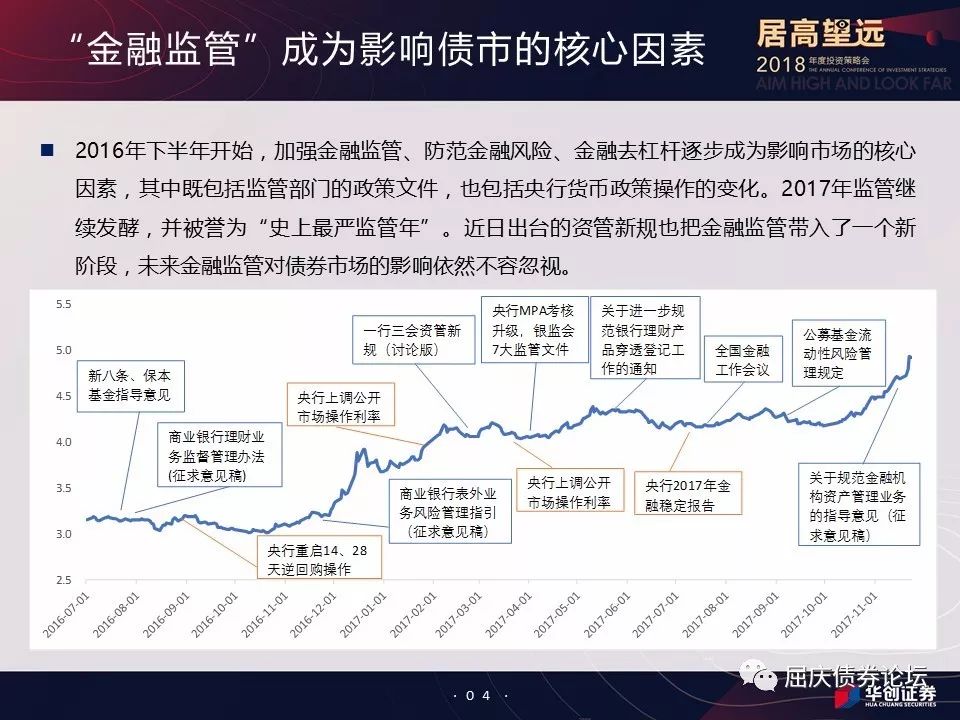 “金融监管”成为影响债市的核心因素
居高望远
2018年度投资策略会
THE ANNUAL CONFERENCE OF INVESTMENT STRATEGIES
AIM HIGH AND LOOK FAR
■ 2016年下半年开始，加强金融监管、防范金融风险、金融去杠杆逐步成为影响市场的核心
因素，其中既包括监管部门的政策文件，也包括央行货币政策操作的变化。2017年监管继
续发酵，并被誉为“史上最严监管年”。近日出台的资管新规也把金融监管带入了一个新
阶段，未来金融监管对债券市场的影响依然不容忽视。
5.5
5.0
4.5
4.0
3.5
3.0
2.5
新八条、保本
基金指导意见
商业银行理财业
务监督管理办法
(征求意见稿)
央行重启14、28
天逆回购操作
央行上调公开
市场操作利率
一行三会资管新
规（讨论版）
商业银行表外业
务风险管理指引
（征求意见稿）
央行MPA考核
升级，银监会
7大监管文件
央行上调公开
市场操作利率
关于进一步规
范银行理财产
品穿透登记工
作的通知
央行2017年金
融稳定报告
全国金融
工作会议
公募基金流
动性风险管
理规定
关于规范金融机
构资产管理业务
的指导意见（征
求意见稿）
2016-07-01
2016-08-01
2016-09-01
2016-10-01
2016-11-01
2016-12-01
2017-01-01
2017-02-01
2017-03-01
2017-04-01
2017-05-01
2017-06-01
2017-07-01
2017-08-01
2017-09-01
2017-10-01
2017-11-01
· 04 ·
屈庆债券论坛
华创证券
HUA CHUANG SECURITIES